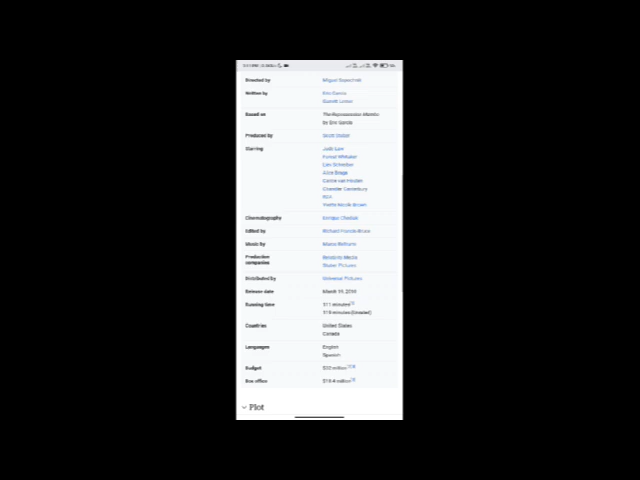 Directed by
Miguel Sapochnik
Written by
Eric Garcia
Garrett Lerner
Based on
The Repossession Mambo
by Eric Garcia
Produced by
Scott Stuber
Starring
Jude Law
Forest Whitaker
Liev Schreiber
Alice Braga
Carice van Houten
Chandler Canterbury
RZA
Yvette Nicole Brown
Cinematography
Enrique Chediak
Edited by
Richard Francis-Bruce
Music by
Marco Beltrami
Production
companies
Relativity Media
Stuber Pictures
Distributed by
Universal Pictures
Release date
Running time
111 minutes
119 minutes (Unrated)
Countries
United States
Canada
Languages
English
Spanish
Budget
$32 million
Box office
$18.4 million
Plot